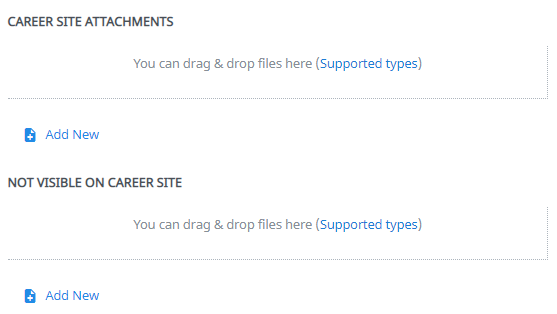 CAREER SITE ATTACHMENTS
You can drag & drop files here (Supported types)
Add New
NOT VISIBLE ON CAREER SITE
You can drag & drop files here (Supported types)
Add New